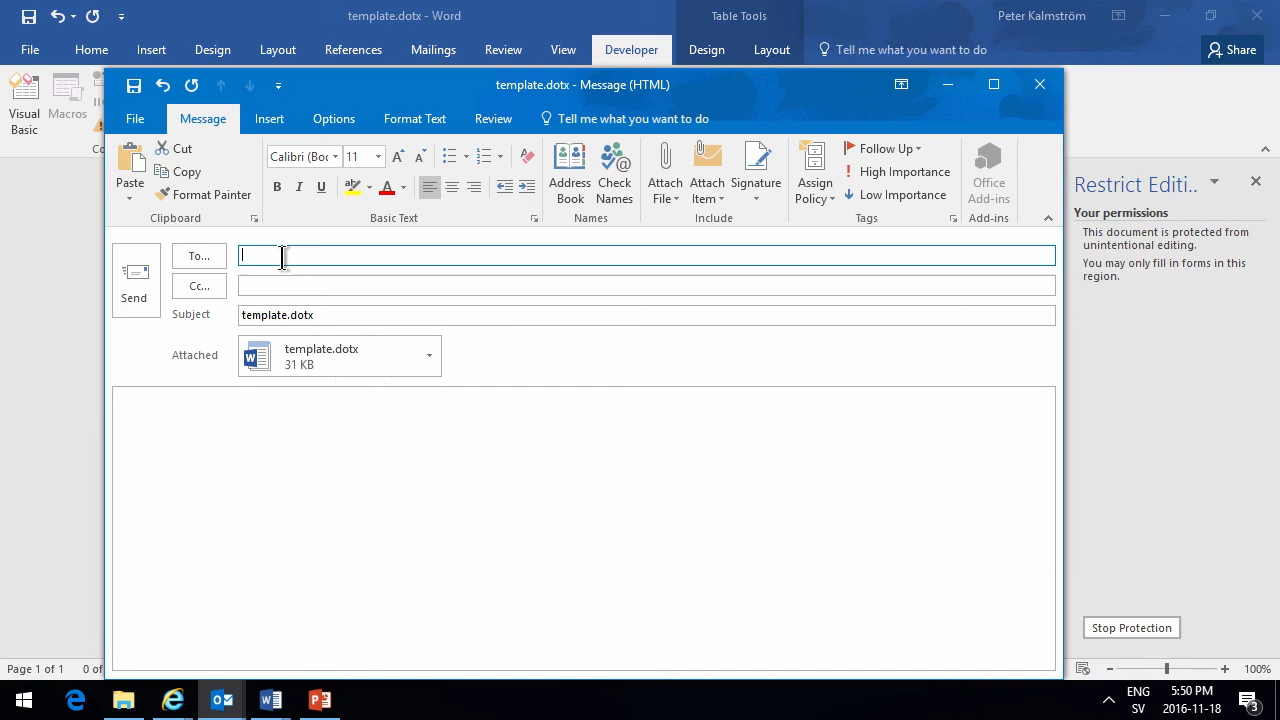 template.dotx - Word
Table Tools
Peter Kalmström
File Home Insert Design Layout References Mailings Review View Developer Design Layout Tell me what you want to do Share
Visual Basic
Macros
template.dotx - Message (HTML)
File Message Insert Options Format Text Review Tell me what you want to do
Paste
Cut
Copy
Format Painter
Clipboard
Calibri (Boc 11
B I U A
Basic Text
Address Book
Check Names
Names
Attach File
Attach Item
Signature
Include
Assign Policy
Follow Up
High Importance
Low Importance
Tags
Office Add-ins
Add-ins
Send
To...
Cc...
Subject template.dotx
Attached template.dotx
31 KB
Restrict Editi..
Your permissions
This document is protected from
unintentional editing.
You may only fill in forms in this
region.
Stop Protection
Page 1 of 1 0 of
100%
ENG
SV
5:50 PM
2016-11-18
3